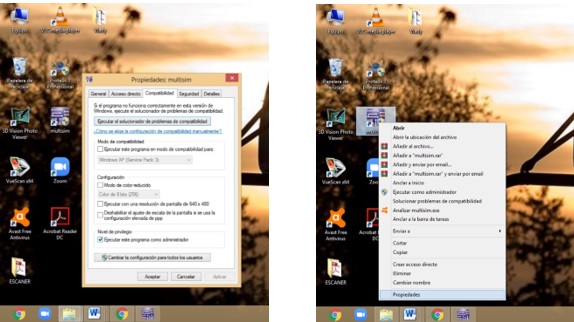 Equipo
VLC media player
Papelera de
3D Vision Photo
Viewer
multisim
VueScan x64
Zoom
Avast Free
Antivirus
Acrobat Reader
DC
ESCANER
Propiedades: multisim
General
Acceso directo
Compatibilidad
Seguridad
Detalles
Si el programa no funciona correctamente en esta versión de
Windows, ejecute el solucionador de problemas de compatibilidad.
Ejecutar el solucionador de problemas de compatibilidad
¿Cómo se elige la configuración de compatibilidad manualmente?
Modo de compatibilidad
Ejecutar este programa en modo de compatibilidad para:
Windows XP (Service Pack 3)
Configuración
Modo de color reducido
Color de 8 bits (256)
Ejecutar con una resolución de pantalla de 640 x 480
Deshabilitar el ajuste de escala de la pantalla si se usa la
configuración elevada de ppp
Nivel de privilegio
Ejecutar este programa como administrador
Cambiar la configuración para todos los usuarios
Aceptar
Cancelar
Aplicar
Equipo
VLC media player
Papelera de
3D Vision Photo
Viewer
VueScan x64
Zoom
Avast Free
Antivirus
Acrobat Reader
DC
ESCANER
Abrir
Abrir la ubicación del archivo
Añadir al archivo...
Añadir a "multisim.rar"
Añadir y enviar por email...
Añadir a "multisim.rar" y enviar por email
Anclar a Inicio
Ejecutar como administrador
Solucionar problemas de compatibilidad
Analizar multisim.exe
Anclar a la barra de tareas
Enviar a
Cortar
Copiar
Crear acceso directo
Eliminar
Cambiar nombre
Propiedades